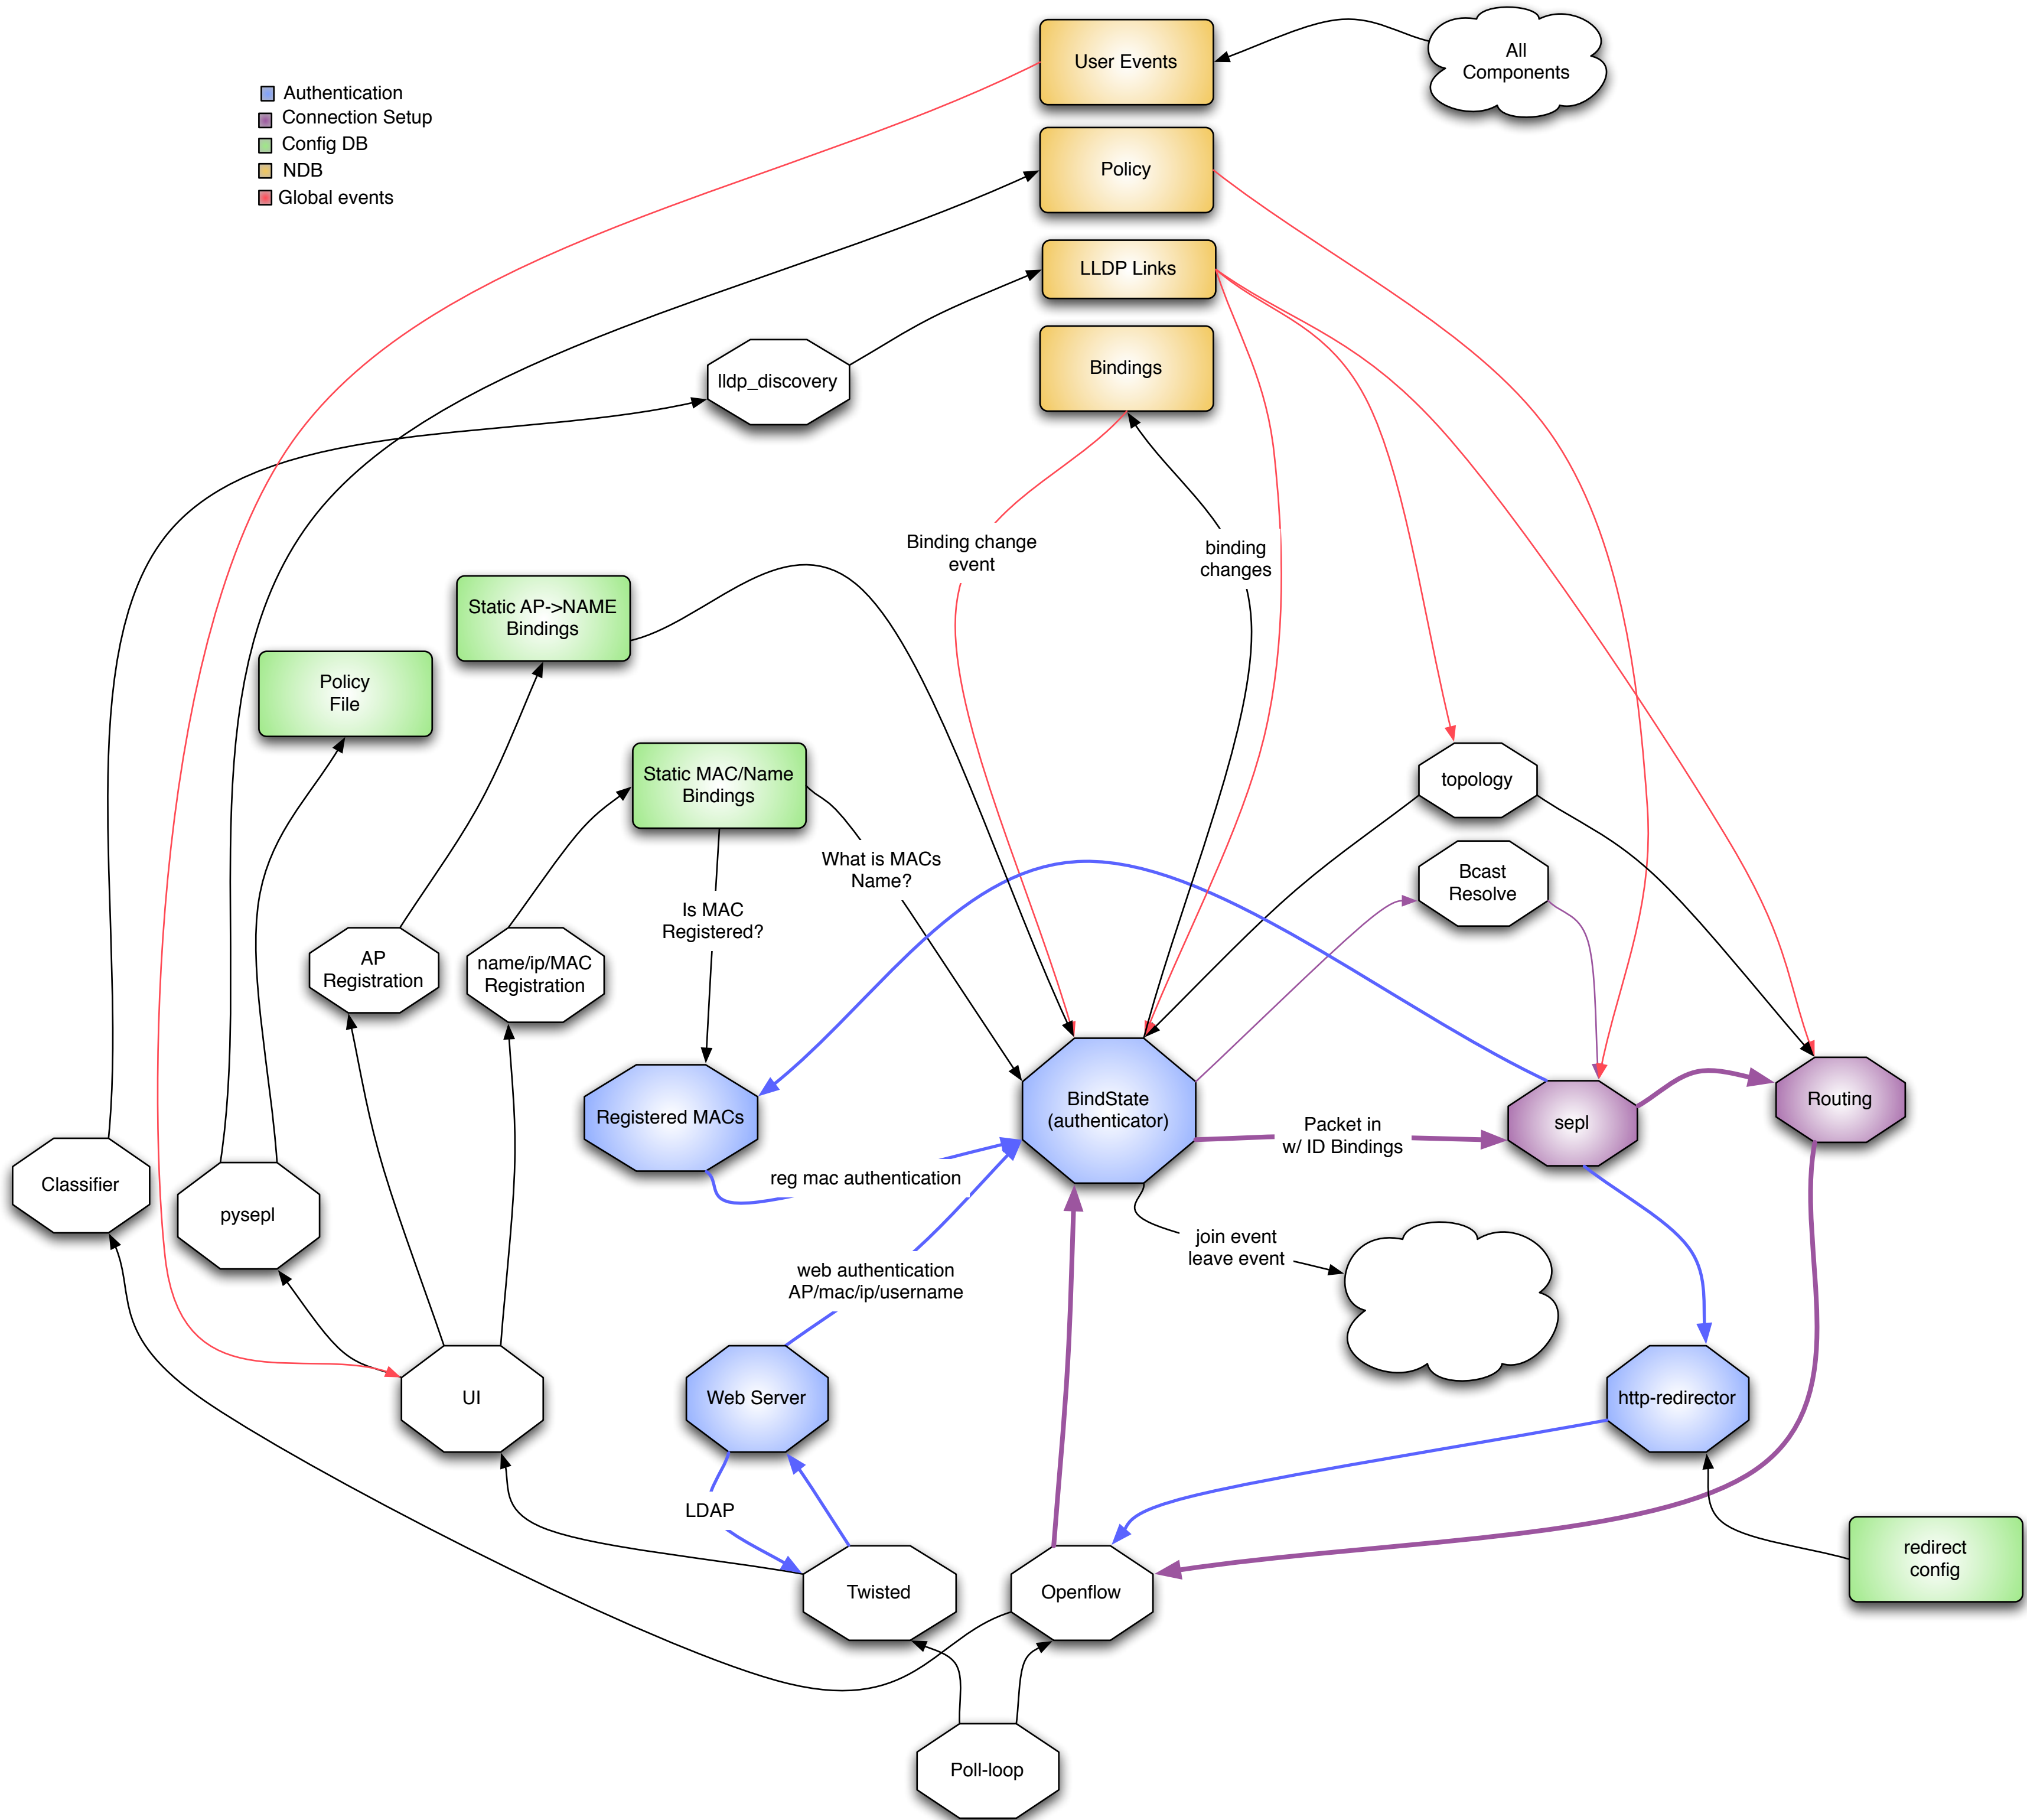 User Events
All
Components
Authentication
Connection Setup
Config DB
NDB
Global events
Policy
LLDP Links
Bindings
lldp_discovery
Binding change
event
binding
changes
Static AP->NAME
Bindings
Policy
File
Static MAC/Name
Bindings
topology
What is MACs
Name?
Bcast
Resolve
Is MAC
Registered?
AP
Registration
name/ip/MAC
Registration
Registered MACs
BindState
(authenticator)
Packet in
w/ ID Bindings
sepl
Routing
Classifier
pysepl
reg mac authentication
join event
leave event
web authentication
AP/mac/ip/username
UI
Web Server
http-redirector
LDAP
Twisted
Openflow
redirect
config
Poll-loop